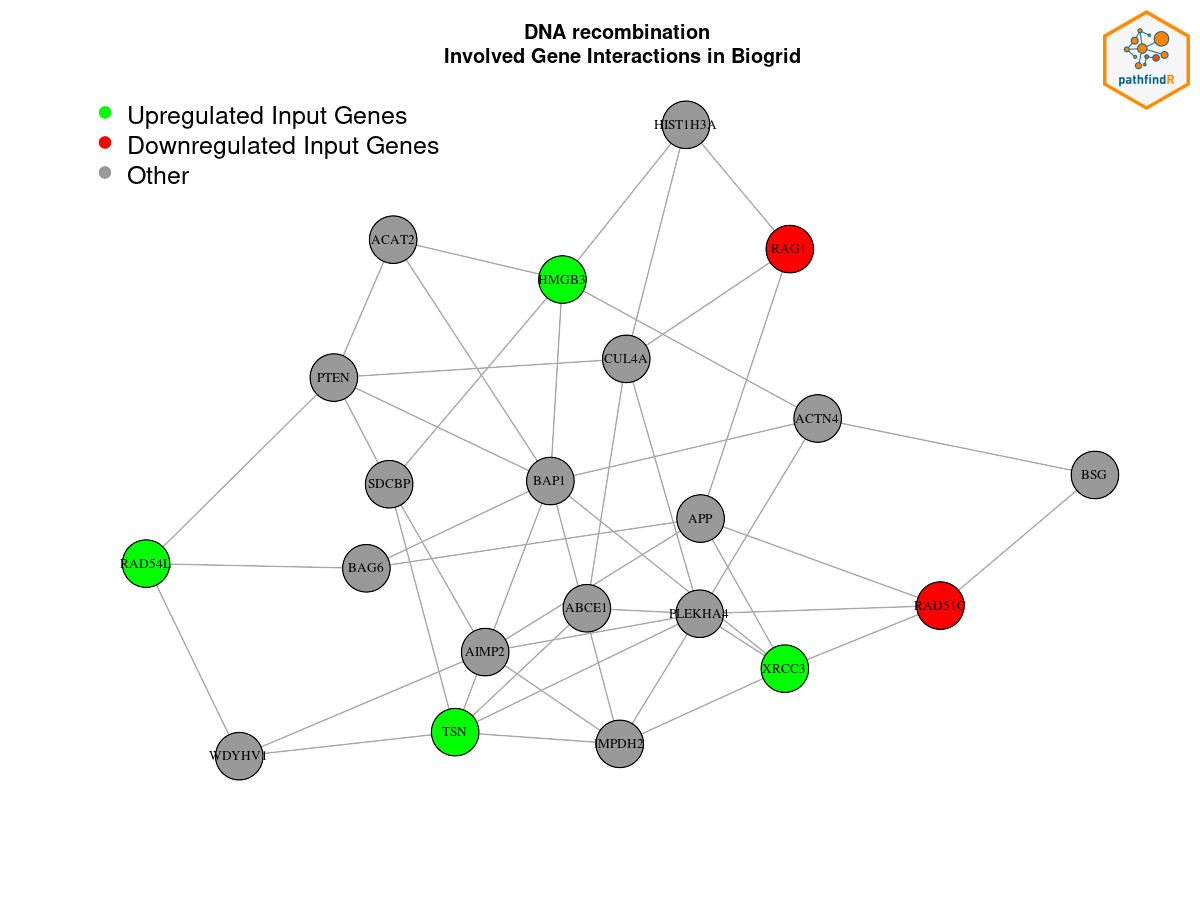 DNA recombination
Involved Gene Interactions in Biogrid
pathfindR
Upregulated Input Genes
Downregulated Input Genes
Other
HIST1H3A
ACAT2
RAG1
HMGB3
CUL4A
PTEN
ACTN4
BSG
SDCBP
BAP1
APP
RAD54L
BAG6
ABCE1
PLEKHA4
RAD51C
AIMP2
XRCC3
TSN
IMPDH2
WDYHV1